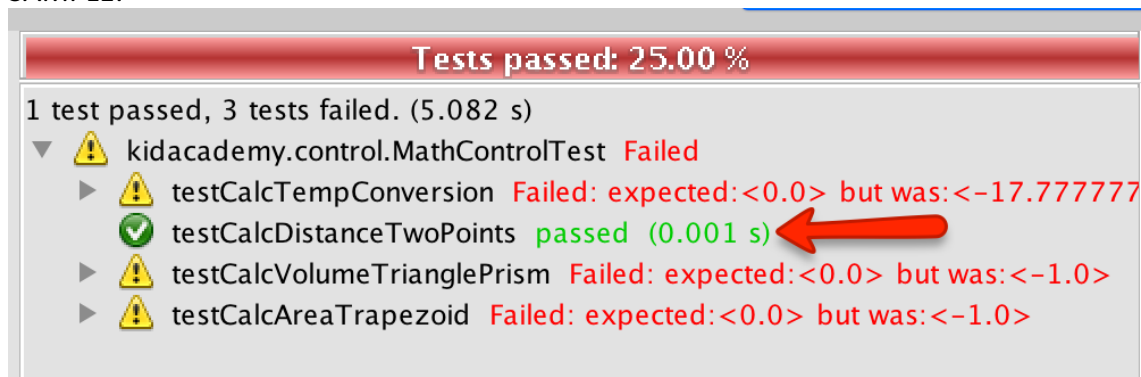 Tests passed: 25.00 %
1 test passed, 3 tests failed. (5.082 s)
kidacademy.control.MathControlTest Failed
testCalcTempConversion Failed: expected:<0.0> but was:<-17.777777
testCalcDistanceTwoPoints passed (0.001 s)
testCalcVolumeTrianglePrism Failed: expected:<0.0> but was:<-1.0>
testCalcAreaTrapezoid Failed: expected:<0.0> but was:<-1.0>